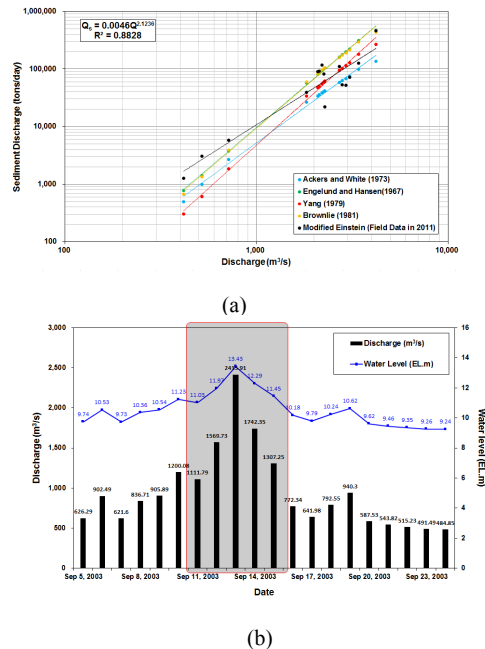 1,000,000
Qs = 0.0046Q^2.1236
R² = 0.8828
100,000
10,000
1,000
100
Sediment Discharge (tons/day)
Ackers and White (1973)
Engelund and Hansen(1967)
Yang (1979)
Brownlie (1981)
Modified Einstein (Field Data in 2011)
100 1,000 10,000
Discharge(m³/s)
(a)
3,000
2,500
2,000
1,500
1,000
500
0
Discharge(m³/s)
Discharge (m³/s)
Water Level (EL.m)
16
14
12
10
8
6
4
2
0
Water level (EL.m)
9.74 10.53 9.73 10.36 10.54 11.23 11.03 11.97 13.43 12.29 11.45 10.18 9.79 10.24 10.62 9.62 9.46 9.35 9.26 9.24
626.29 902.49 621.6 836.71 905.89 1200.08 1111.79 1569.73 1742.35 1307.25 772.34 641.98 792.55 940.3 587.53 543.82 515.23 491.49 484.85
Sep 5, 2003 Sep 8, 2003 Sep 11, 2003 Sep 14, 2003 Sep 17, 2003 Sep 20, 2003 Sep 23, 2003
Date
(b)